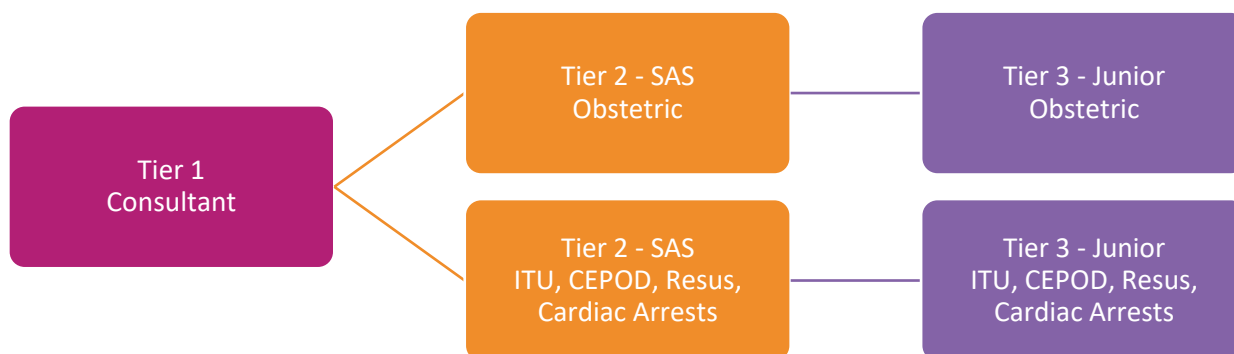 Tier 1
Consultant
Tier 2 - SAS
Obstetric
Tier 3 - Junior
Obstetric
Tier 2 - SAS
ITU, CEPOD, Resus,
Cardiac Arrests
Tier 3 - Junior
ITU, CEPOD, Resus,
Cardiac Arrests